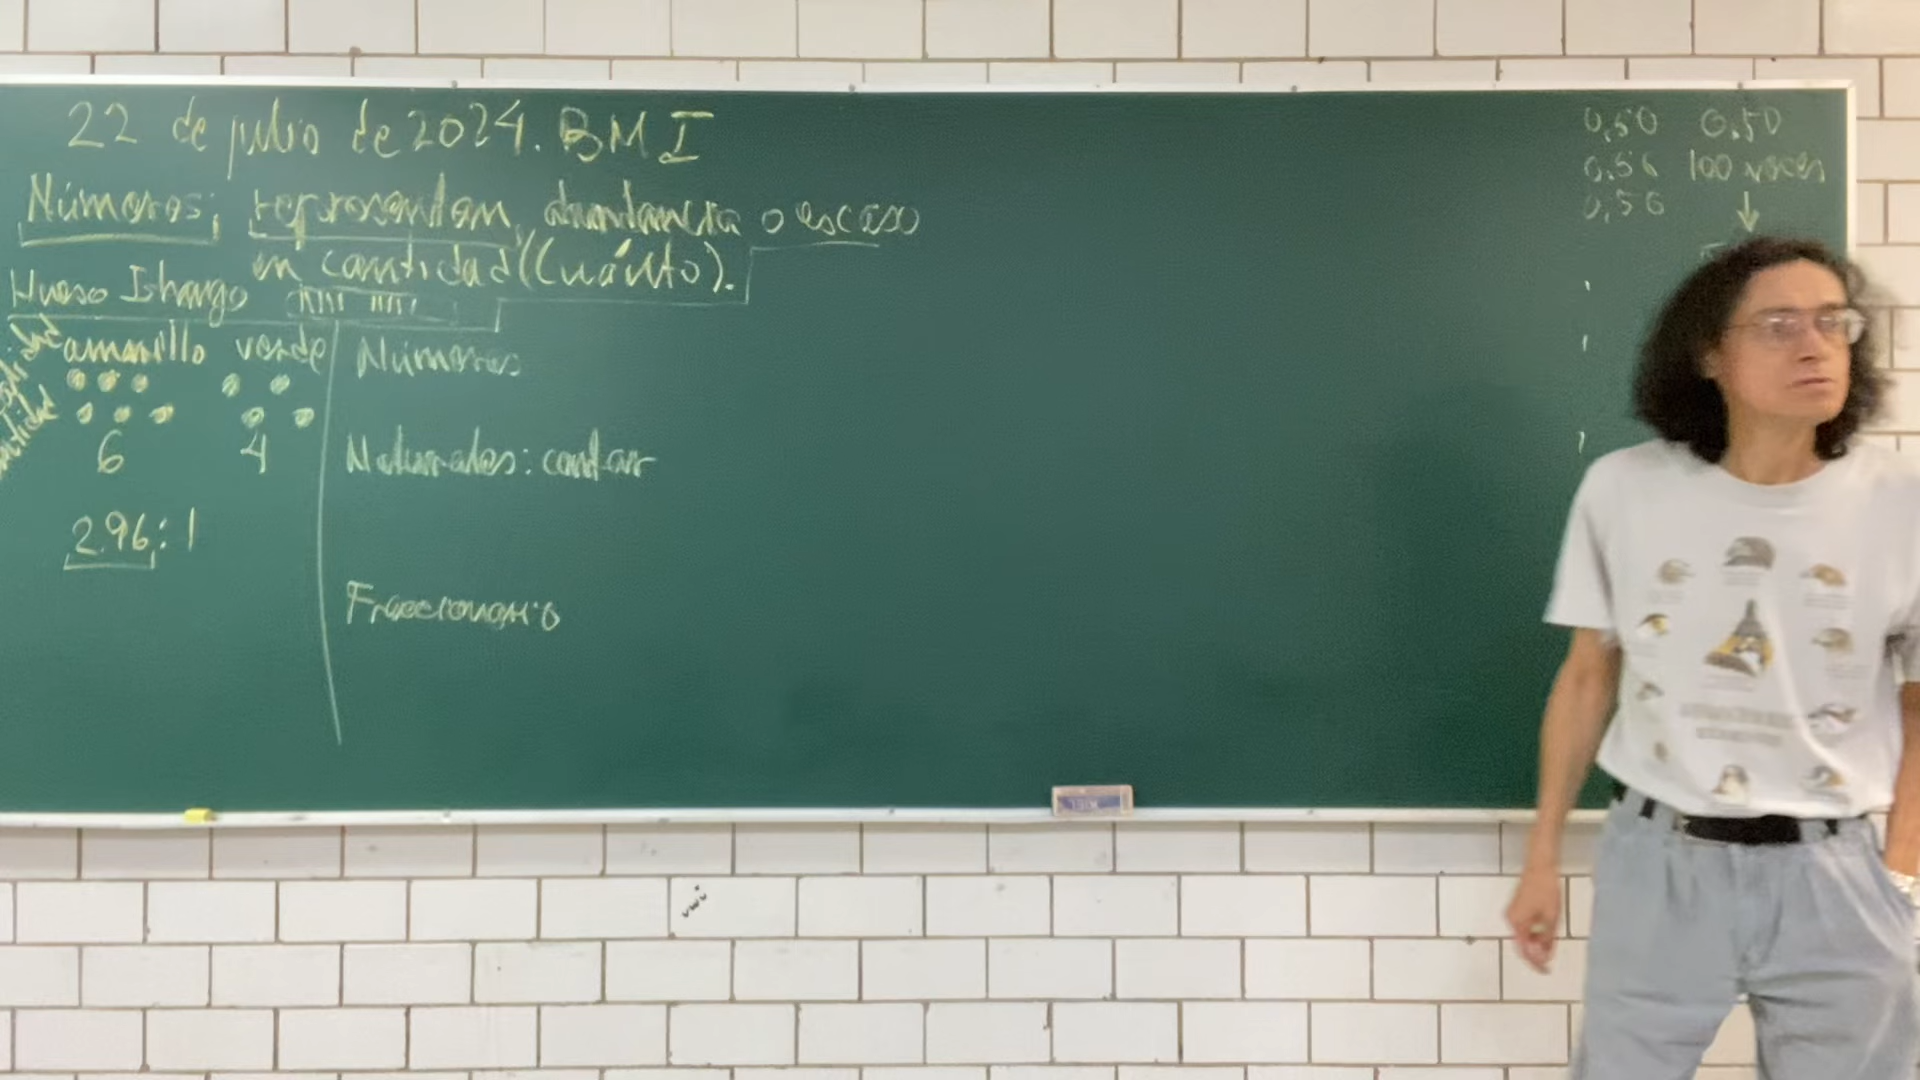 22 de julio de 2024. BM I
Números: representan, abundancia o escaso
en cantidad (Cuánto).
Hueso Ishango
amarillo verde
6 4
2.96 : 1
Números
Naturales: contar
Fraccionario
0,50 0.50
0,56 100 veces
0,56